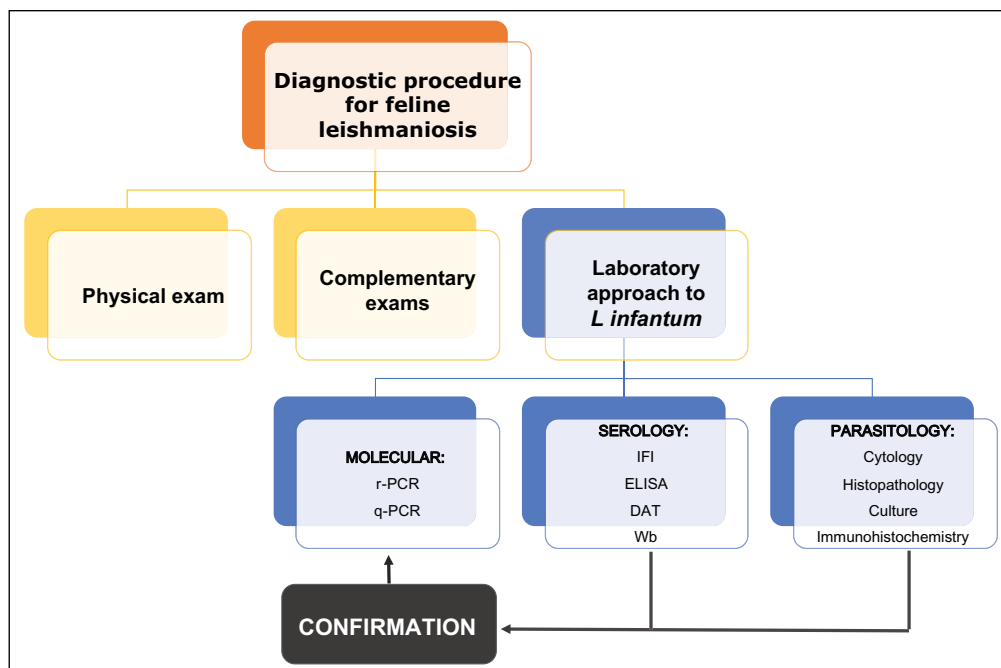 Diagnostic procedure
for feline
leishmaniosis
Physical exam
Complementary
exams
Laboratory
approach to
L infantum
MOLECULAR:
r-PCR
q-PCR
SEROLOGY:
IFI
ELISA
DAT
Wb
PARASITOLOGY:
Cytology
Histopathology
Culture
Immunohistochemistry
CONFIRMATION